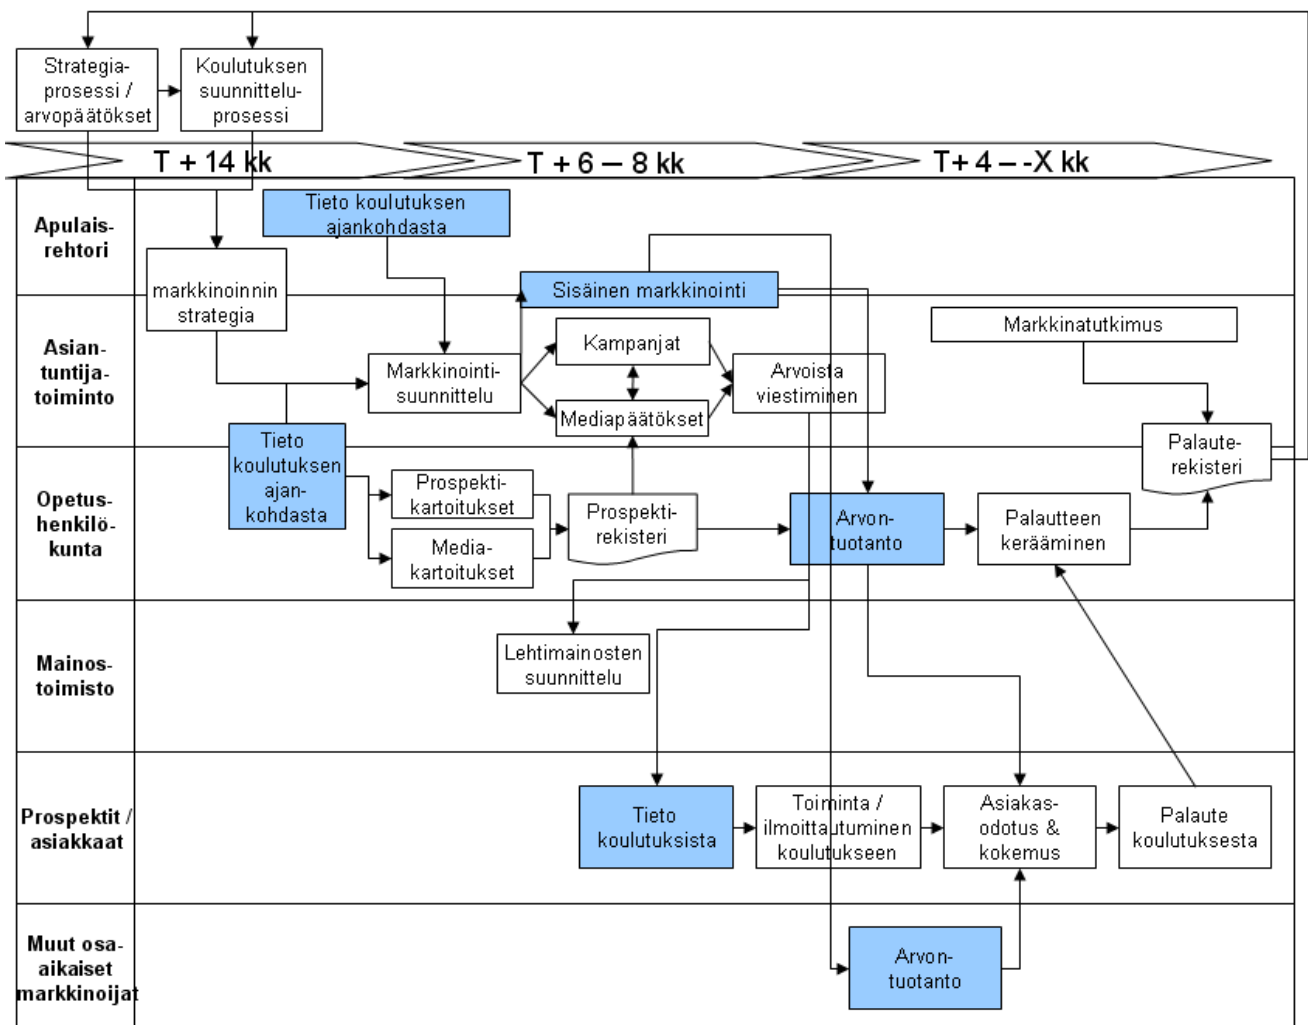 Strategia-
prosessi /
arvopäätökset
Koulutuksen
suunnittelu-
prosessi
T + 14 kk
T + 6 – 8 kk
T+ 4 – -X kk
Apulais-
rehtori
Tieto koulutuksen
ajankohdasta
markkinoinnin
strategia
Sisäinen markkinointi
Asian-
tuntija-
toiminto
Markkinointi-
suunnittelu
Kampanjat
Mediapäätökset
Arvoista
viestiminen
Markkinatutkimus
Opetus-
henkilö-
kunta
Tieto
koulutuksen
ajan-
kohdasta
Prospekti-
kartoitukset
Media-
kartoitukset
Prospekti-
rekisteri
Arvon-
tuotanto
Palautteen
kerääminen
Palaute-
rekisteri
Mainos-
toimisto
Lehtimainosten
suunnittelu
Prospektit /
asiakkaat
Tieto
koulutuksista
Toiminta /
ilmoittautuminen
koulutukseen
Asiakas-
odotus &
kokemus
Palaute
koulutuksesta
Muut osa-
aikaiset
markkinoijat
Arvon-
tuotanto